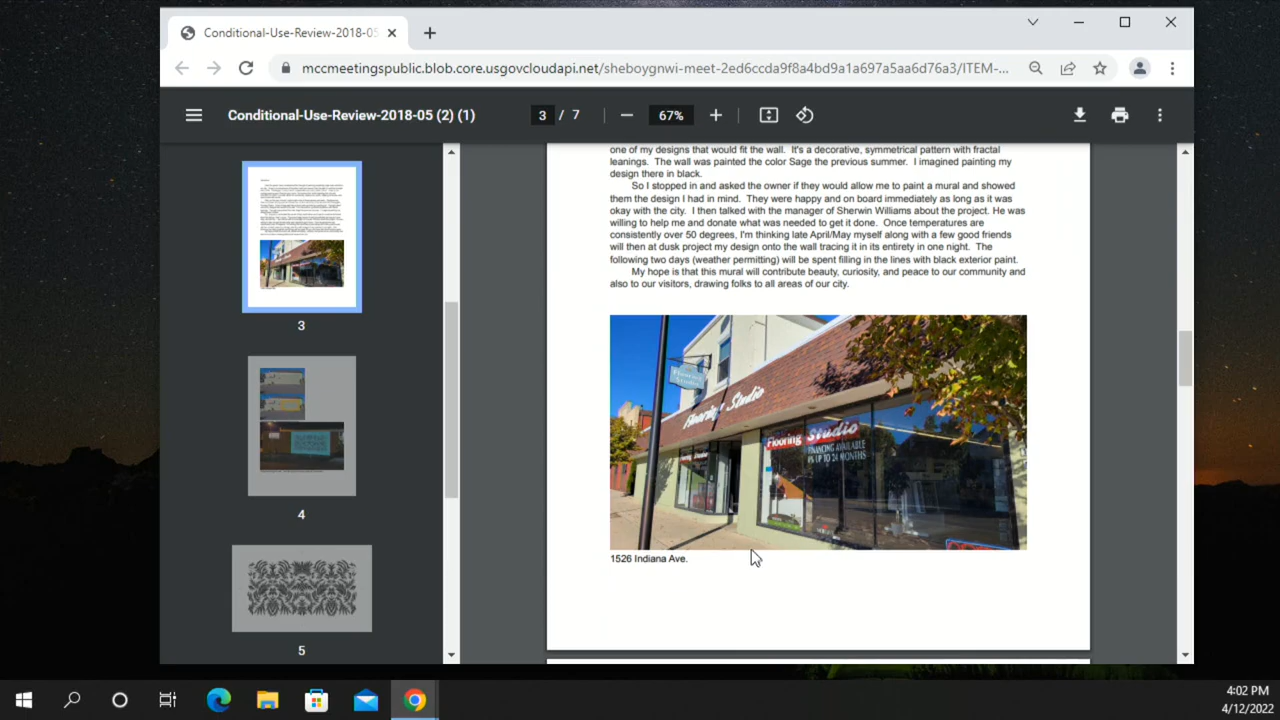 Conditional-Use-Review-2018-05
mccmeetingspublic.blob.core.usgovcloudapi.net/sheboygnwi-meet-2ed6ccda9f8a4bd9a1a697a5aa6d76a3/ITEM-...
Conditional-Use-Review-2018-05 (2) (1)
3 / 7
67%
3
4
5
one of my designs that would fit the wall. It's a decorative, symmetrical pattern with fractal
leanings. The wall was painted the color Sage the previous summer. I imagined painting my
design there in black.
So I stopped in and asked the owner if they would allow me to paint a mural and showed
them the design I had in mind. They were happy and on board immediately as long as it was
okay with the city. I then talked with the manager of Sherwin Williams about the project. He was
willing to help me and donate what was needed to get it done. Once temperatures are
consistently over 50 degrees, I'm thinking late April/May myself along with a few good friends
will then at dusk project my design onto the wall tracing it in its entirety in one night. The
following two days (weather permitting) will be spent filling in the lines with black exterior paint.
My hope is that this mural will contribute beauty, curiosity, and peace to our community and
also to our visitors, drawing folks to all areas of our city.
Flooring
Studio
Flooring Studio
Flooring Studio
Flooring Studio
FINANCING AVAILABLE
UP TO 24 MONTHS
1526 Indiana Ave.
4:02 PM
4/12/2022